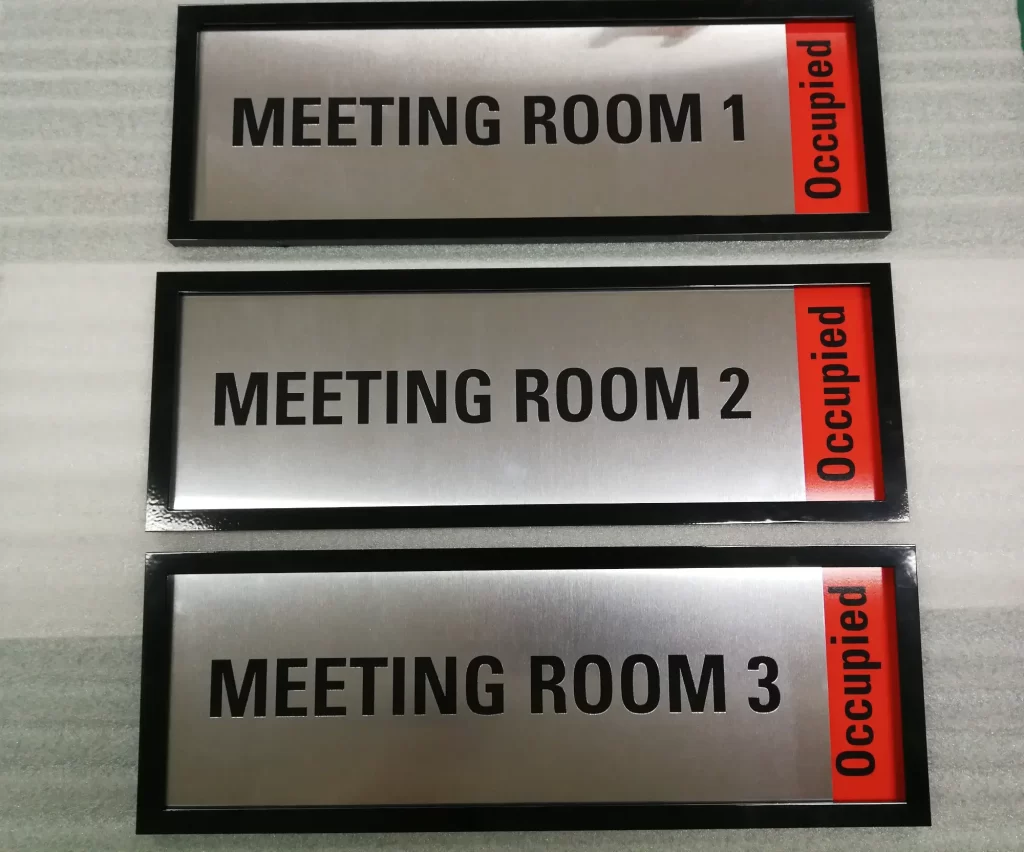 MEETING ROOM 1
Occupied
MEETING ROOM 2
Occupied
MEETING ROOM 3
Occupied